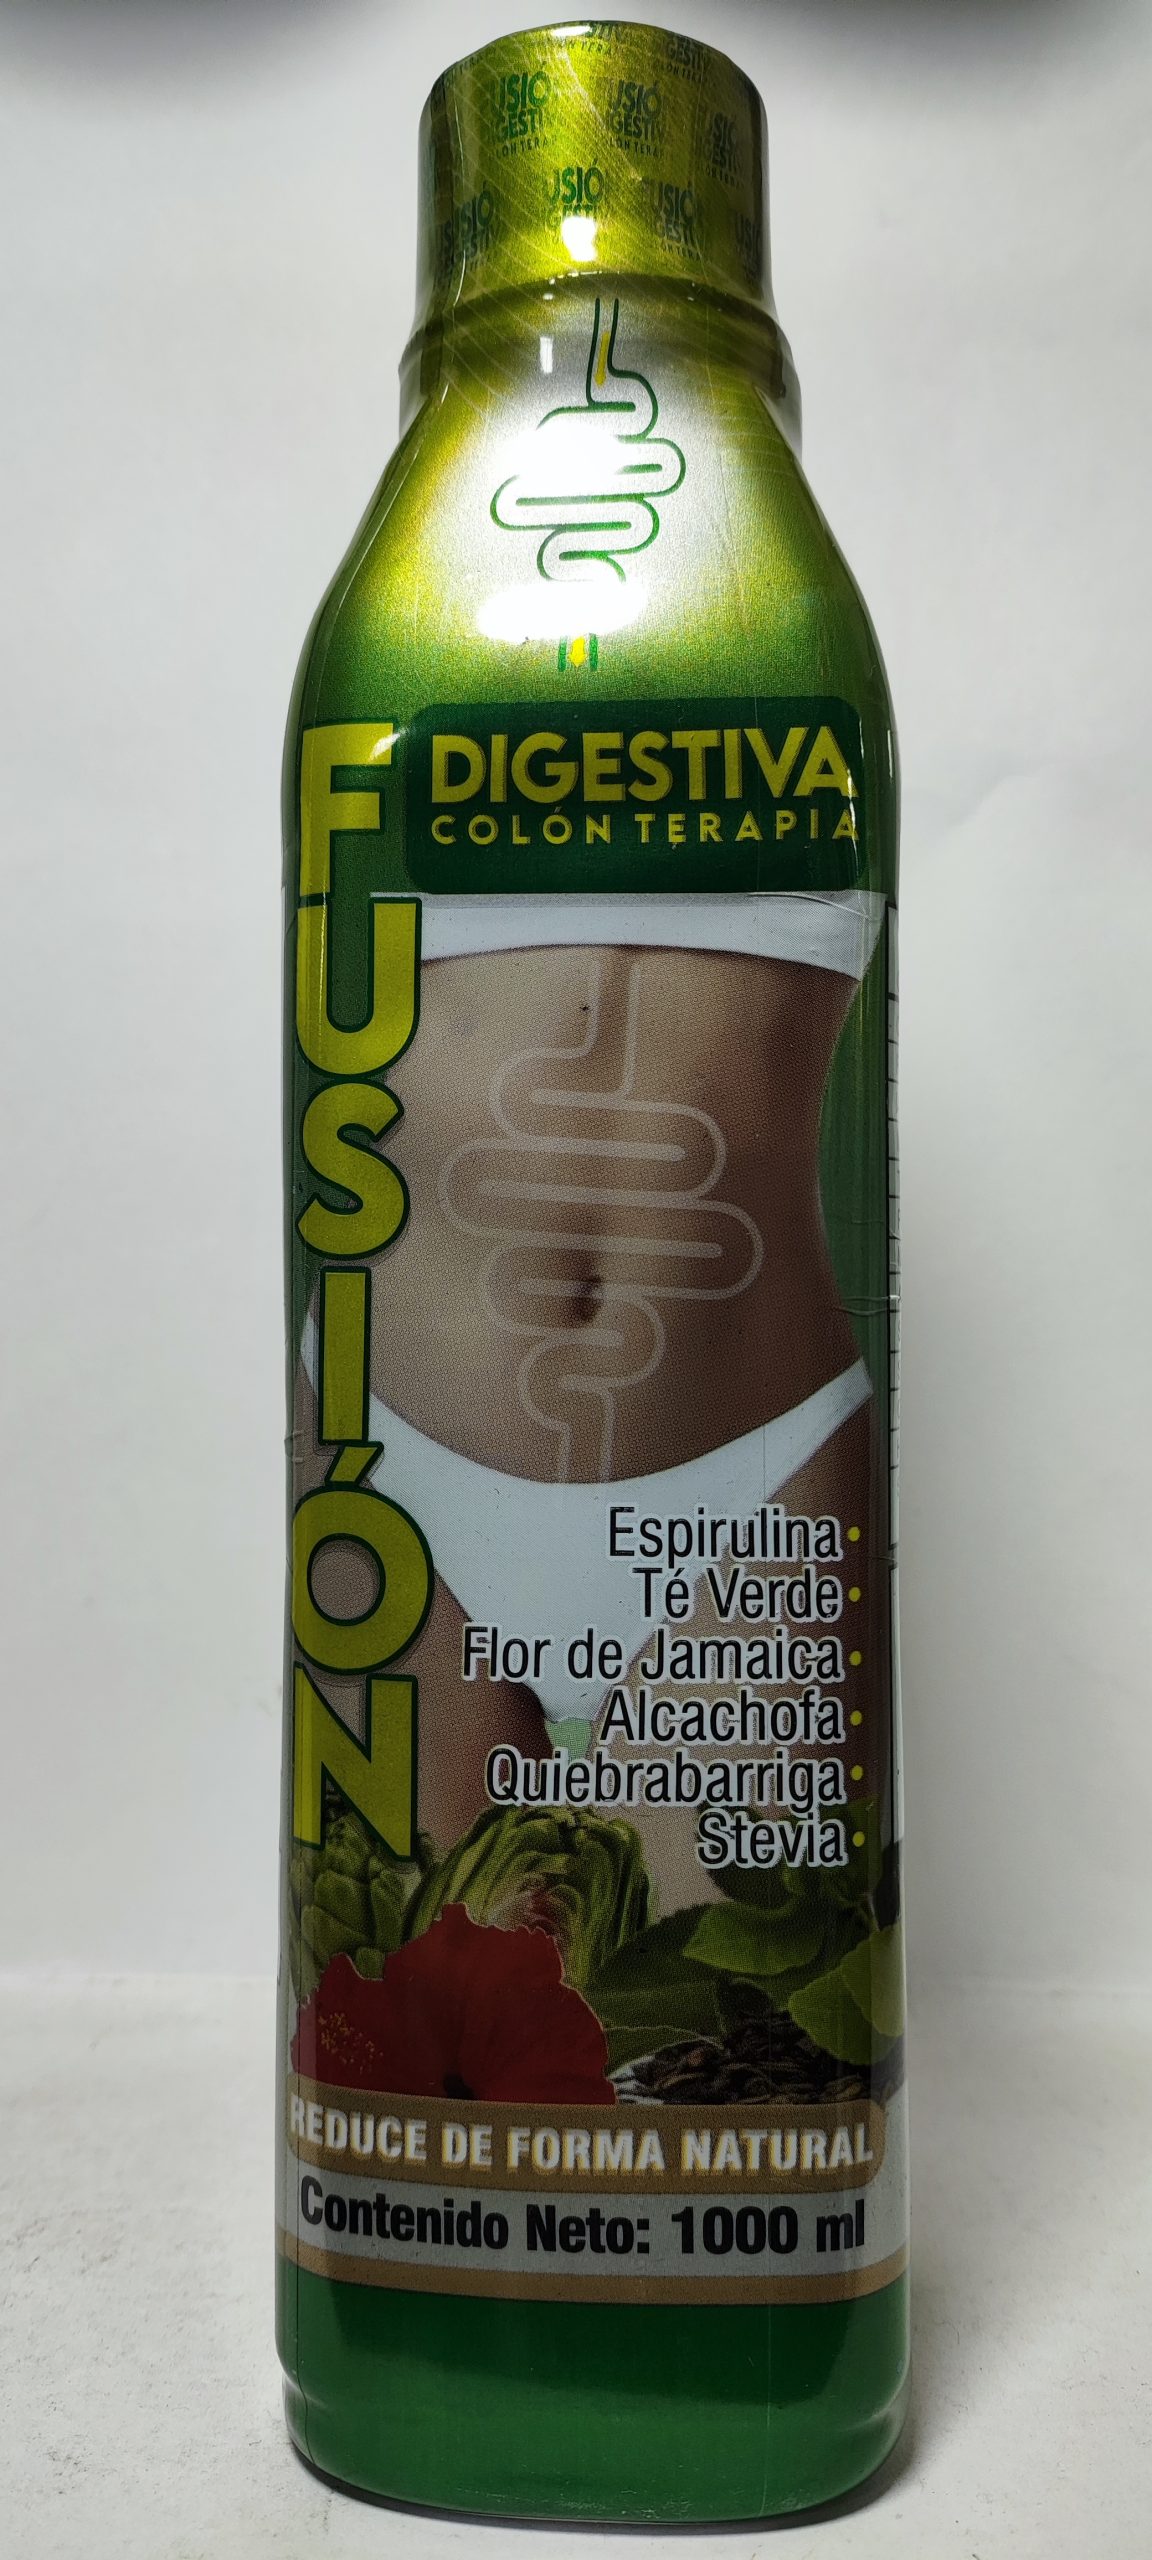 FUSIÓN
DIGESTIVA
COLÓN TERAPIA
Espirulina
Té Verde
Flor de Jamaica
Alcachofa
Quiebrabarriga
Stevia
REDUCE DE FORMA NATURAL
Contenido Neto: 1000 ml